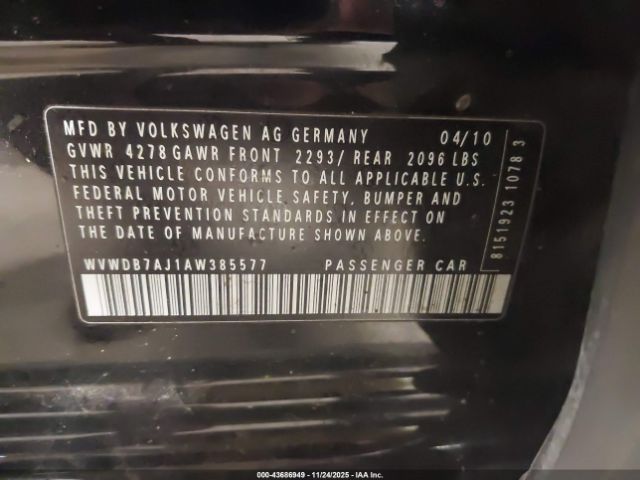 MFD BY VOLKSWAGEN AG GERMANY 04/10
GVWR 4278 GAWR FRONT 2293/ REAR 2096 LBS
THIS VEHICLE CONFORMS TO ALL APPLICABLE U.S.
FEDERAL MOTOR VEHICLE SAFETY, BUMPER AND
THEFT PREVENTION STANDARDS IN EFFECT ON
THE DATE OF MANUFACTURE SHOWN ABOVE.
WVWDB7AJ1AW385577 PASSENGER CAR
8151923 1078 3
000-43686949 - 11/24/2025 - IAA Inc.